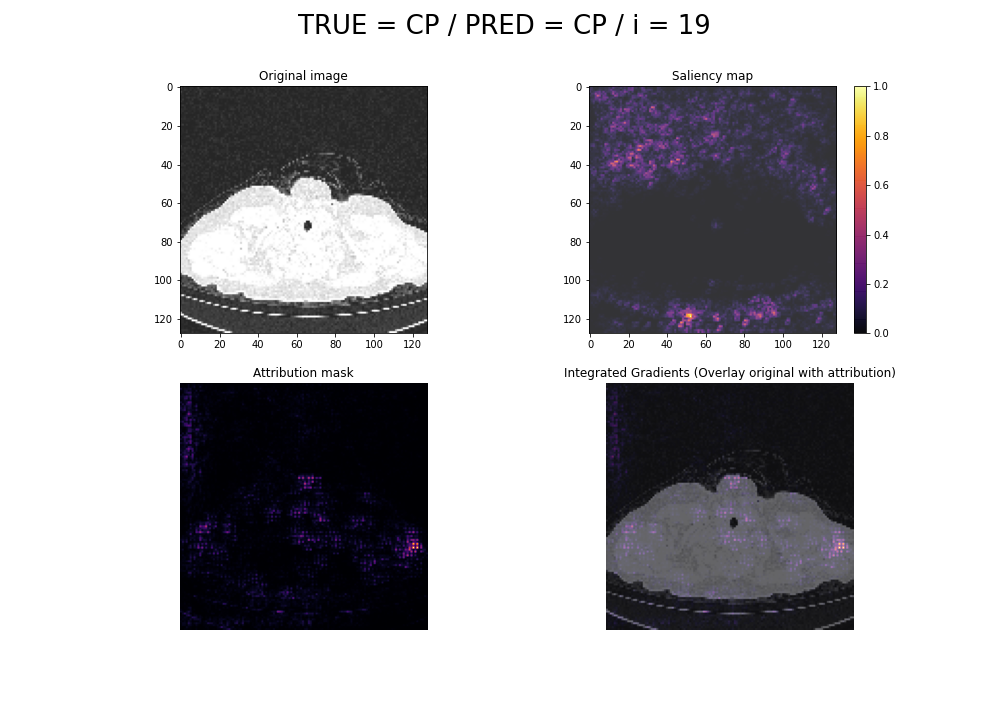 TRUE = CP / PRED = CP / i = 19
Original image
Saliency map
0
20
40
60
80
100
120
0 20 40 60 80 100 120
0
20
40
60
80
100
120
0 20 40 60 80 100 120
1.0
0.8
0.6
0.4
0.2
0.0
Attribution mask
Integrated Gradients (Overlay original with attribution)